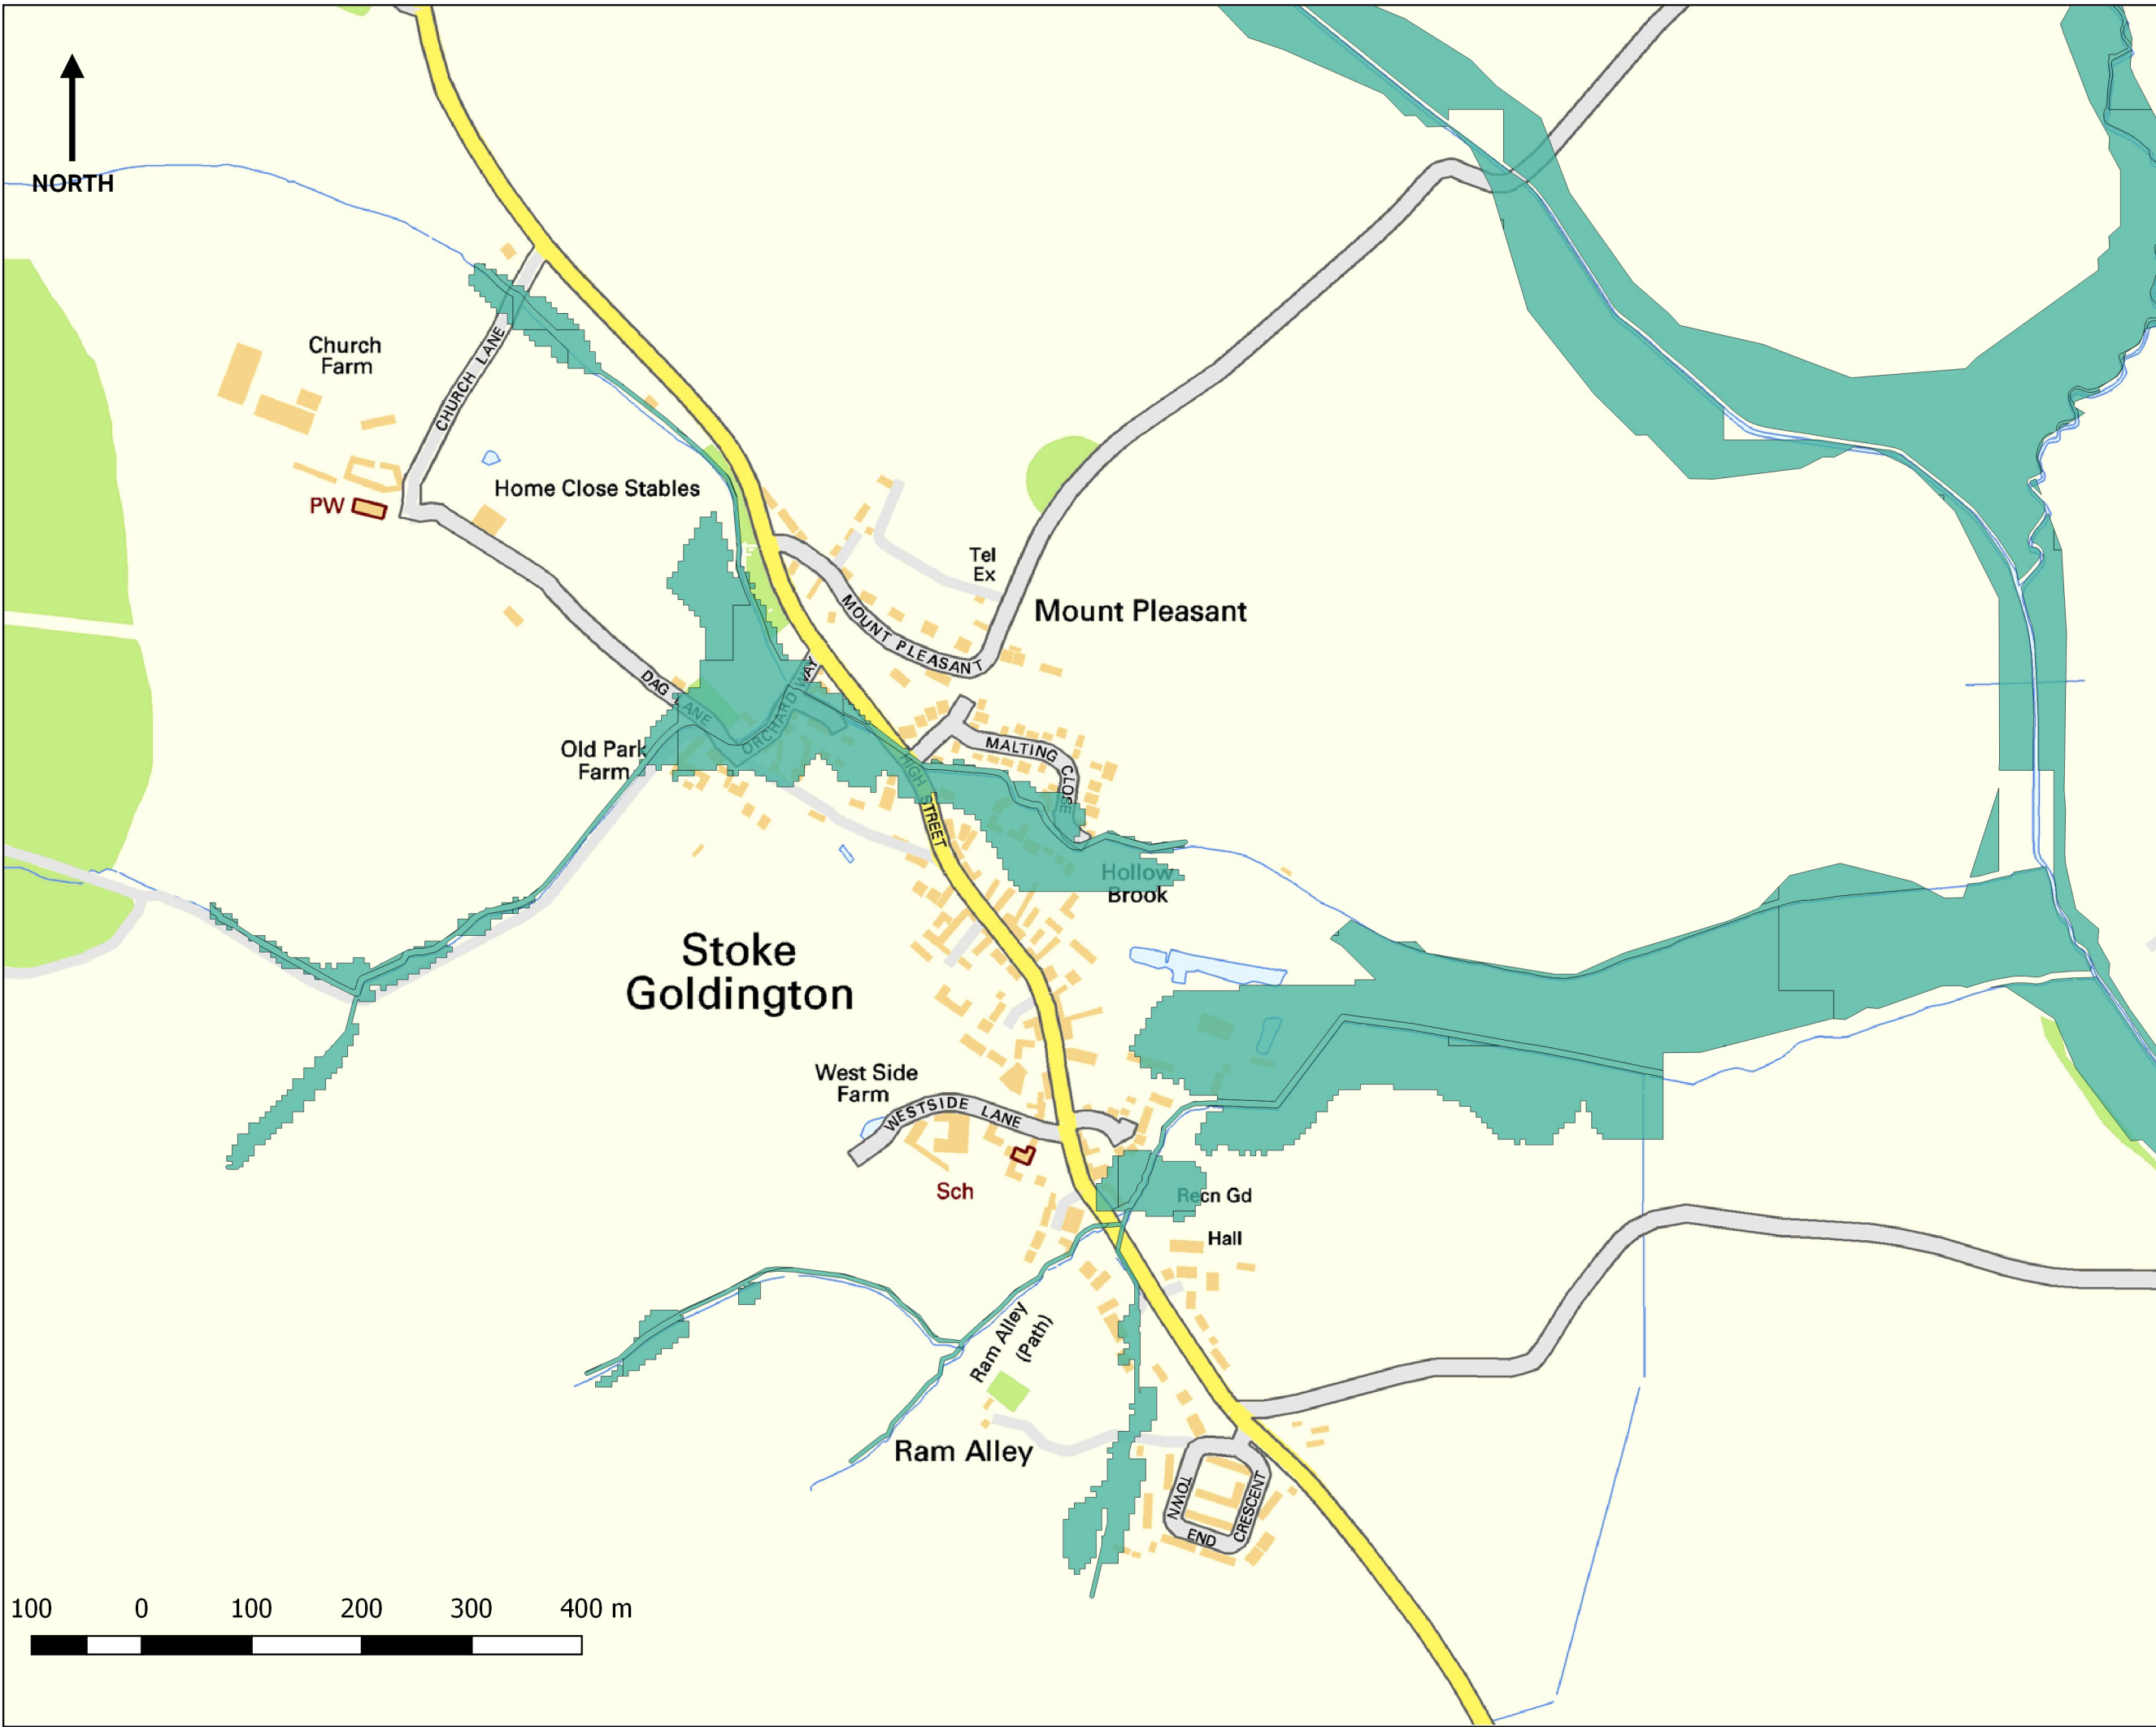 NORTH
Church
Farm
CHURCH LANE
Home Close Stables
PW
Tel
Ex
Mount Pleasant
MOUNT PLEASANT
DAG LANE
ORCHARD WAY
Old Park
Farm
MALTING CLOSE
HIGH STREET
Hollow
Brook
Stoke
Goldington
West Side
Farm
WESTSIDE LANE
Sch
Recn Gd
Hall
Ram Alley
(Path)
Ram Alley
TOWN END CRESCENT
100 0 100 200 300 400 m